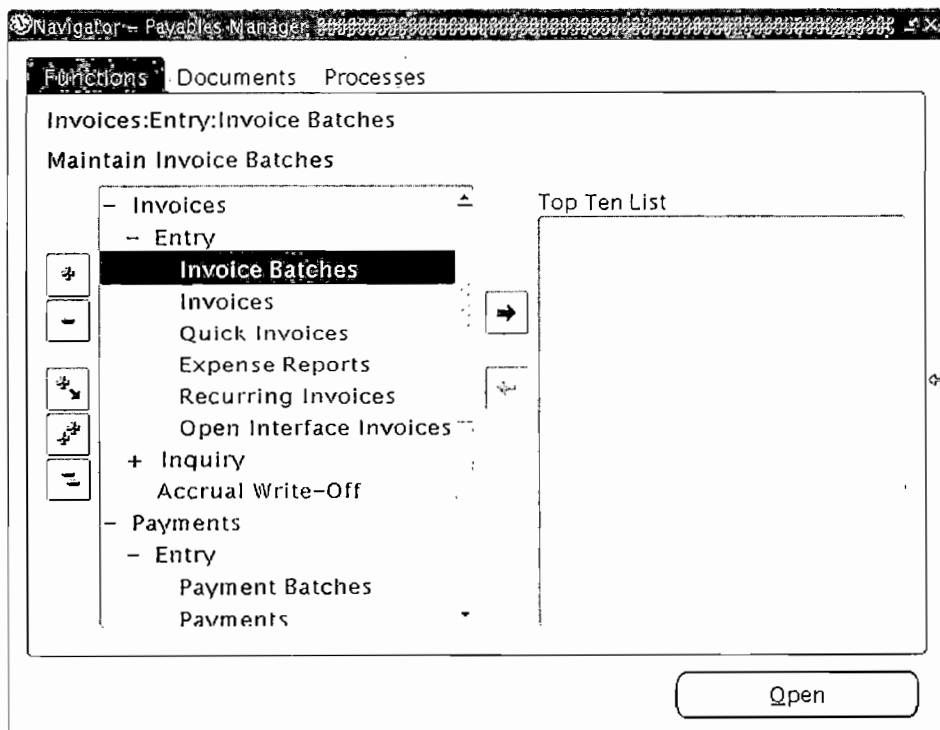 Navigator – Payables Manager
Functions Documents Processes
Invoices:Entry:Invoice Batches
Maintain Invoice Batches
– Invoices
– Entry
Invoice Batches
Invoices
Quick Invoices
Expense Reports
Recurring Invoices
Open Interface Invoices
+ Inquiry
Accrual Write–Off
– Payments
– Entry
Payment Batches
Payments
Top Ten List
Open